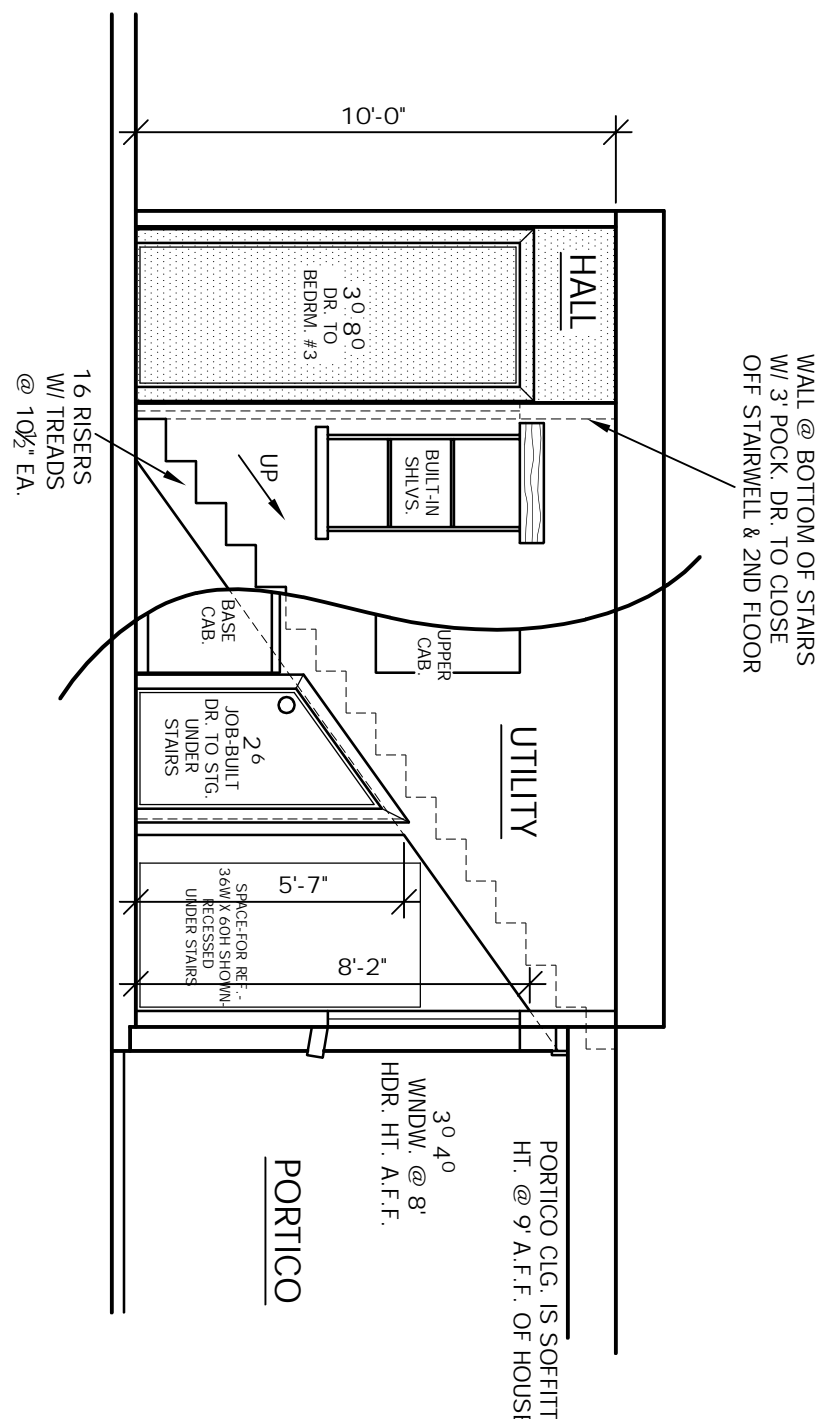 WALL @ BOTTOM OF STAIRS
W/ 3' POCK. DR. TO CLOSE
OFF STAIRWELL & 2ND FLOOR
10'-0"
HALL
3⁰ 8⁰
DR. TO
BEDRM. #3
BUILT-IN
SHLVS.
UP
16 RISERS
W/ TREADS
@ 10½" EA.
UPPER
CAB.
BASE
CAB.
UTILITY
2⁶
JOB-BUILT
DR. TO STG.
UNDER
STAIRS
5'-7"
SPACE-FOR REF.-
36W X 60H SHOWN-
RECESSED
UNDER STAIRS
8'-2"
PORTICO CLG. IS SOFFITT
HT. @ 9' A.F.F. OF HOUSE
3⁰ 4⁰
WNDW. @ 8'
HDR. HT. A.F.F.
PORTICO